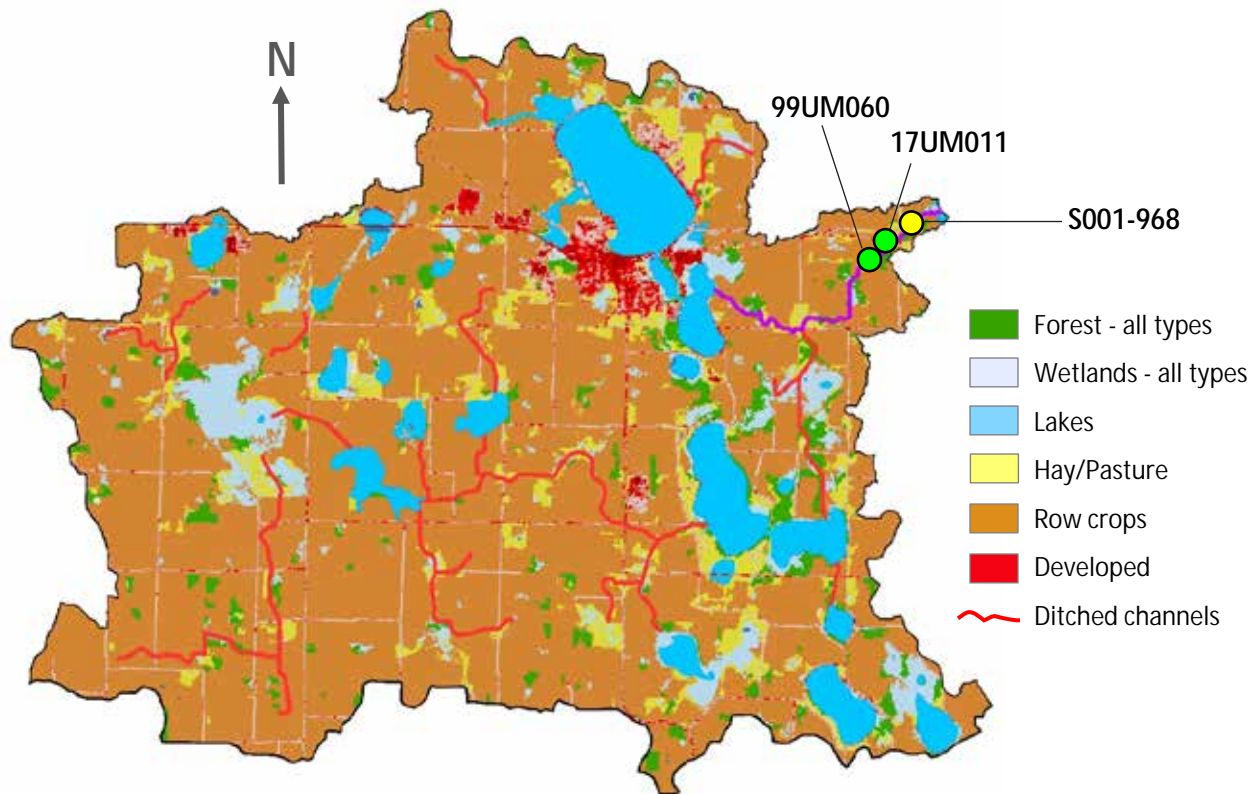 N
99UM060
17UM011
S001-968
Forest - all types
Wetlands - all types
Lakes
Hay/Pasture
Row crops
Developed
Ditched channels